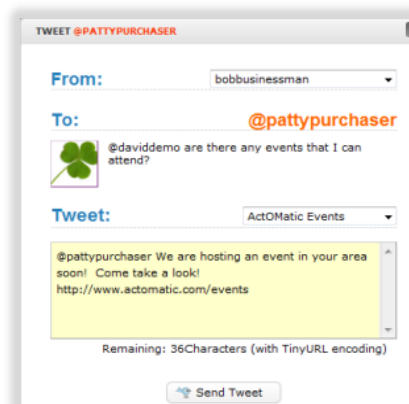 TWEET @PATTYPURCHASER
From: bobbusinessman
To: @pattypurchaser
@daviddemo are there any events that I can
attend?
Tweet: ActOMatic Events
@pattypurchaser We are hosting an event in your area
soon!  Come take a look!
http://www.actomatic.com/events
Remaining: 36Characters (with TinyURL encoding)
Send Tweet